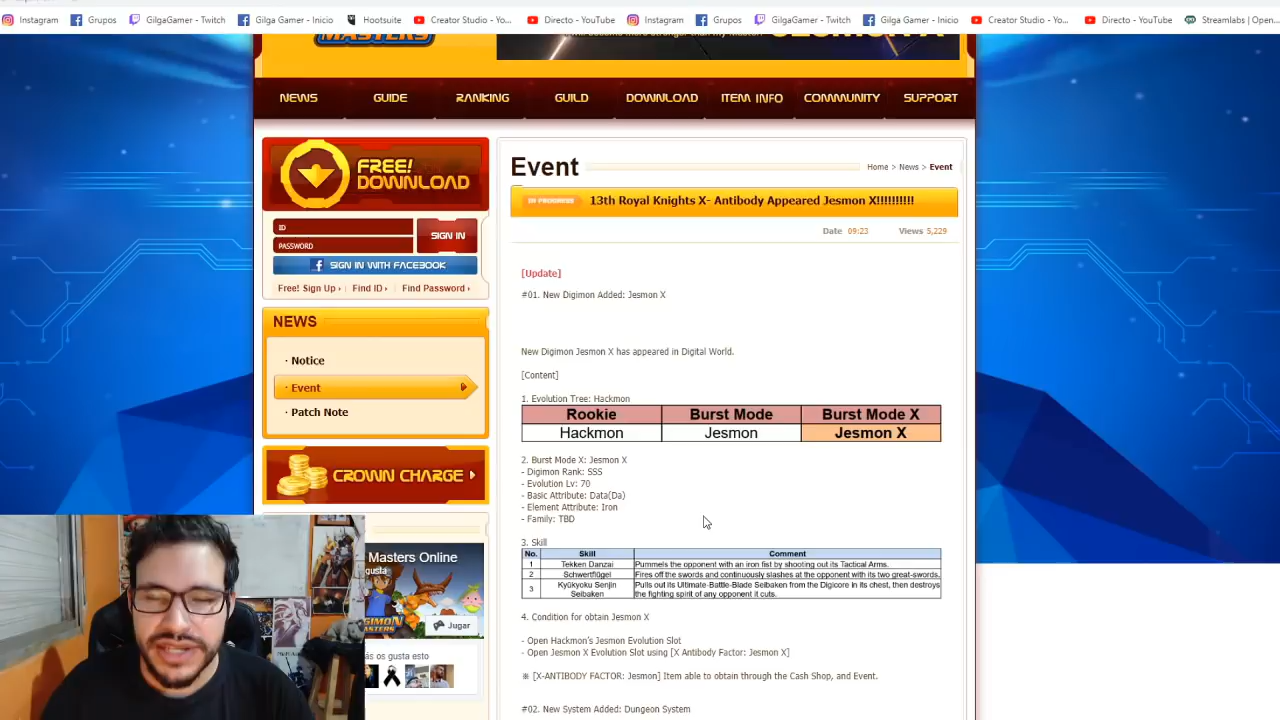 Instagram Grupos GilgaGamer - Twitch Gilga Gamer - Inicio Hootsuite Creator Studio - Yo... Directo - YouTube Instagram Grupos GilgaGamer - Twitch Gilga Gamer - Inicio Creator Studio - Yo... Directo - YouTube Streamlabs | Open...
MASTERS
NEWS GUIDE RANKING GUILD DOWNLOAD ITEM INFO COMMUNITY SUPPORT
FREE!
DOWNLOAD
ID
PASSWORD
SIGN IN
SIGN IN WITH FACEBOOK
Free! Sign Up › Find ID › Find Password ›
NEWS
· Notice
· Event
· Patch Note
CROWN CHARGE
Masters Online
gusta
DIGIMON
MASTERS
Jugar
ás os gusta esto
Event
Home > News > Event
IN PROGRESS 13th Royal Knights X- Antibody Appeared Jesmon X!!!!!!!!!!
Date 09:23 Views 5,229
[Update]
#01. New Digimon Added: Jesmon X
New Digimon Jesmon X has appeared in Digital World.
[Content]
1. Evolution Tree: Hackmon
Rookie Burst Mode Burst Mode X
Hackmon Jesmon Jesmon X
2. Burst Mode X: Jesmon X
- Digimon Rank: SSS
- Evolution Lv: 70
- Basic Attribute: Data(Da)
- Element Attribute: Iron
- Family: TBD
3. Skill
No. Skill Comment
1 Tekken Danzai Pummels the opponent with an iron fist by shooting out its Tactical Arms.
2 Schwertflügel Fires off the swords and continuously slashes at the opponent with its two great-swords.
3 Kyūkyoku Senjin Seibaken Pulls out its Ultimate-Battle-Blade Seibaken from the Digicore in its chest, then destroys
the fighting spirit of any opponent it cuts.
4. Condition for obtain Jesmon X
- Open Hackmon's Jesmon Evolution Slot
- Open Jesmon X Evolution Slot using [X Antibody Factor: Jesmon X]
※ [X-ANTIBODY FACTOR: Jesmon] Item able to obtain through the Cash Shop, and Event.
#02. New System Added: Dungeon System